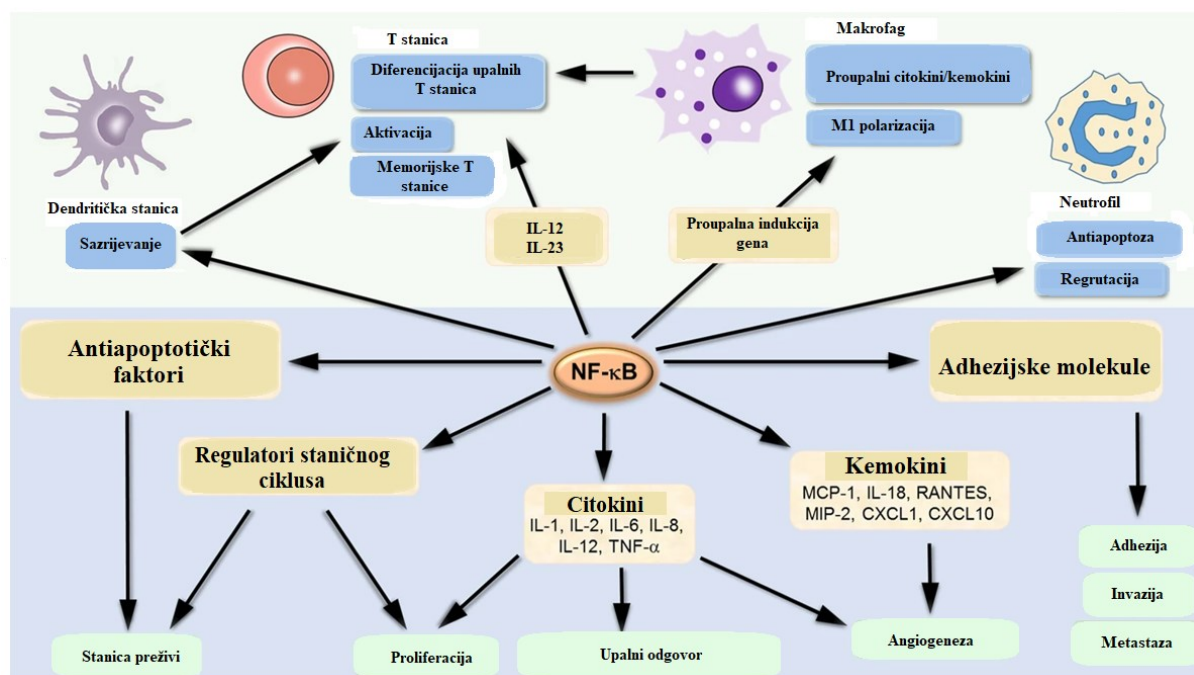 T stanica
Diferencijacija upalnih
T stanica
Aktivacija
Memorijske T
stanice
Makrofag
Proupalni citokini/kemokini
M1 polarizacija
Dendritička stanica
Sazrijevanje
IL-12
IL-23
Proupalna indukcija
gena
Neutrofil
Antiapoptoza
Regrutacija
Antiapoptotički
faktori
NF-κB
Adhezijske molekule
Regulatori staničnog
ciklusa
Citokini
IL-1, IL-2, IL-6, IL-8,
IL-12, TNF-α
Kemokini
MCP-1, IL-18, RANTES,
MIP-2, CXCL1, CXCL10
Adhezija
Invazija
Metastaza
Stanica preživi
Proliferacija
Upalni odgovor
Angiogeneza